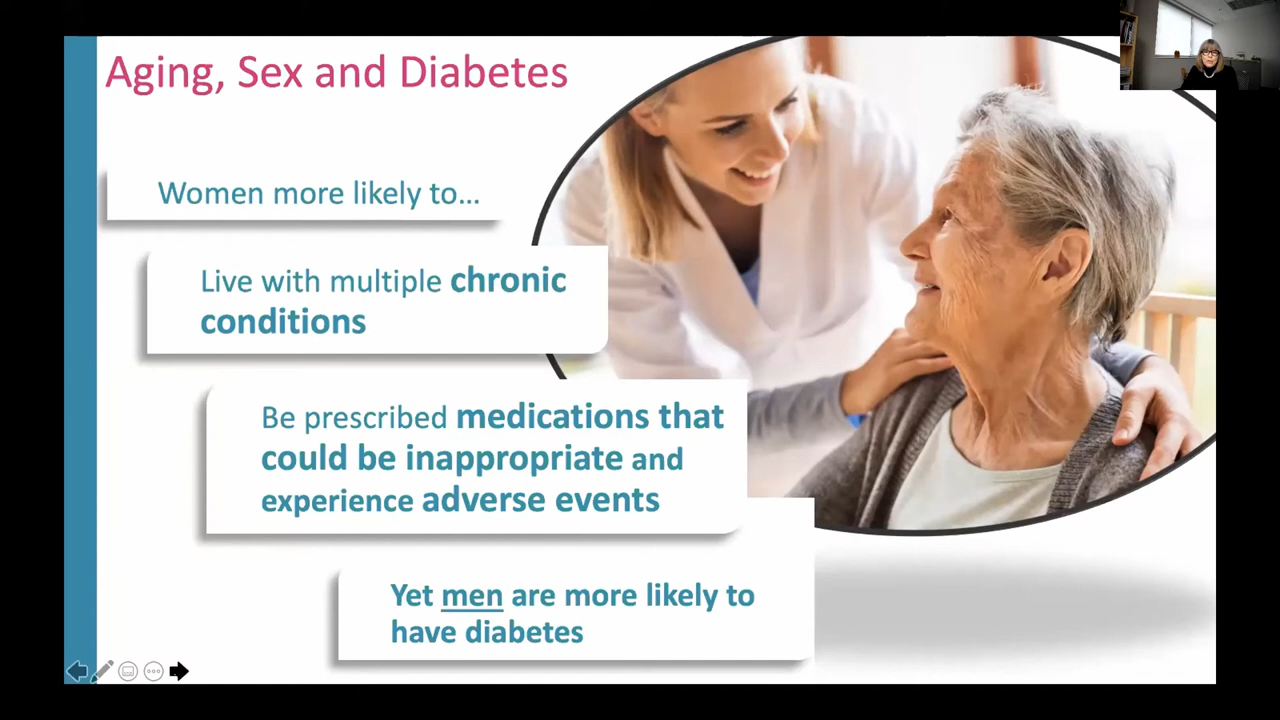 Aging, Sex and Diabetes
Women more likely to...
Live with multiple chronic
conditions
Be prescribed medications that
could be inappropriate and
experience adverse events
Yet men are more likely to
have diabetes